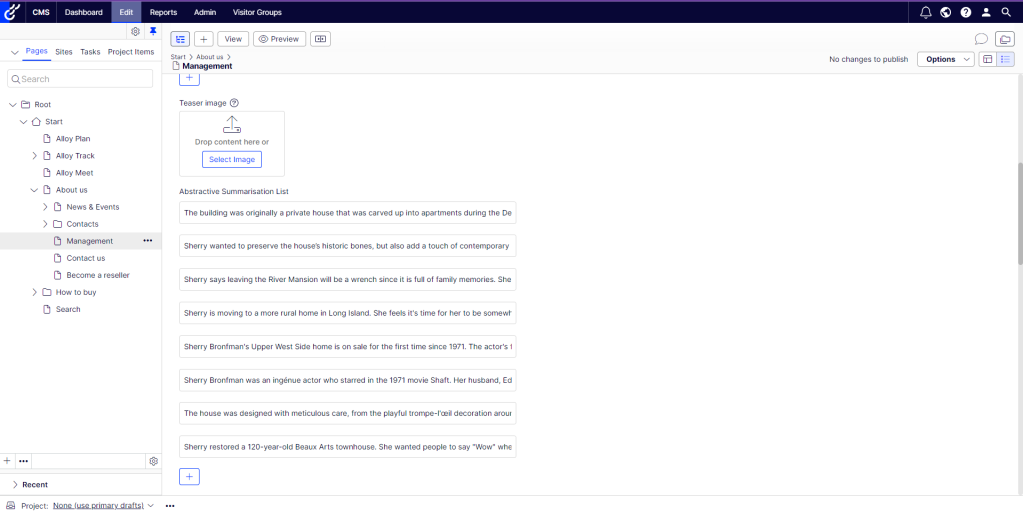 CMS Dashboard Edit Reports Admin Visitor Groups
Pages Sites Tasks Project Items
Search
Root
Start
Alloy Plan
Alloy Track
Alloy Meet
About us
News & Events
Contacts
Management
Contact us
Become a reseller
How to buy
Search
Recent
View Preview
Start > About us >
Management
No changes to publish Options
Teaser image
Drop content here or
Select Image
Abstractive Summarisation List
The building was originally a private house that was carved up into apartments during the De
Sherry wanted to preserve the house's historic bones, but also add a touch of contemporary
Sherry says leaving the River Mansion will be a wrench since it is full of family memories. She
Sherry is moving to a more rural home in Long Island. She feels it's time for her to be somewh
Sherry Bronfman's Upper West Side home is on sale for the first time since 1971. The actor's t
Sherry Bronfman was an ingénue actor who starred in the 1971 movie Shaft. Her husband, Ed
The house was designed with meticulous care, from the playful trompe-l'œil decoration aroun
Sherry restored a 120-year-old Beaux Arts townhouse. She wanted people to say "Wow" whe
Project: None (use primary drafts)